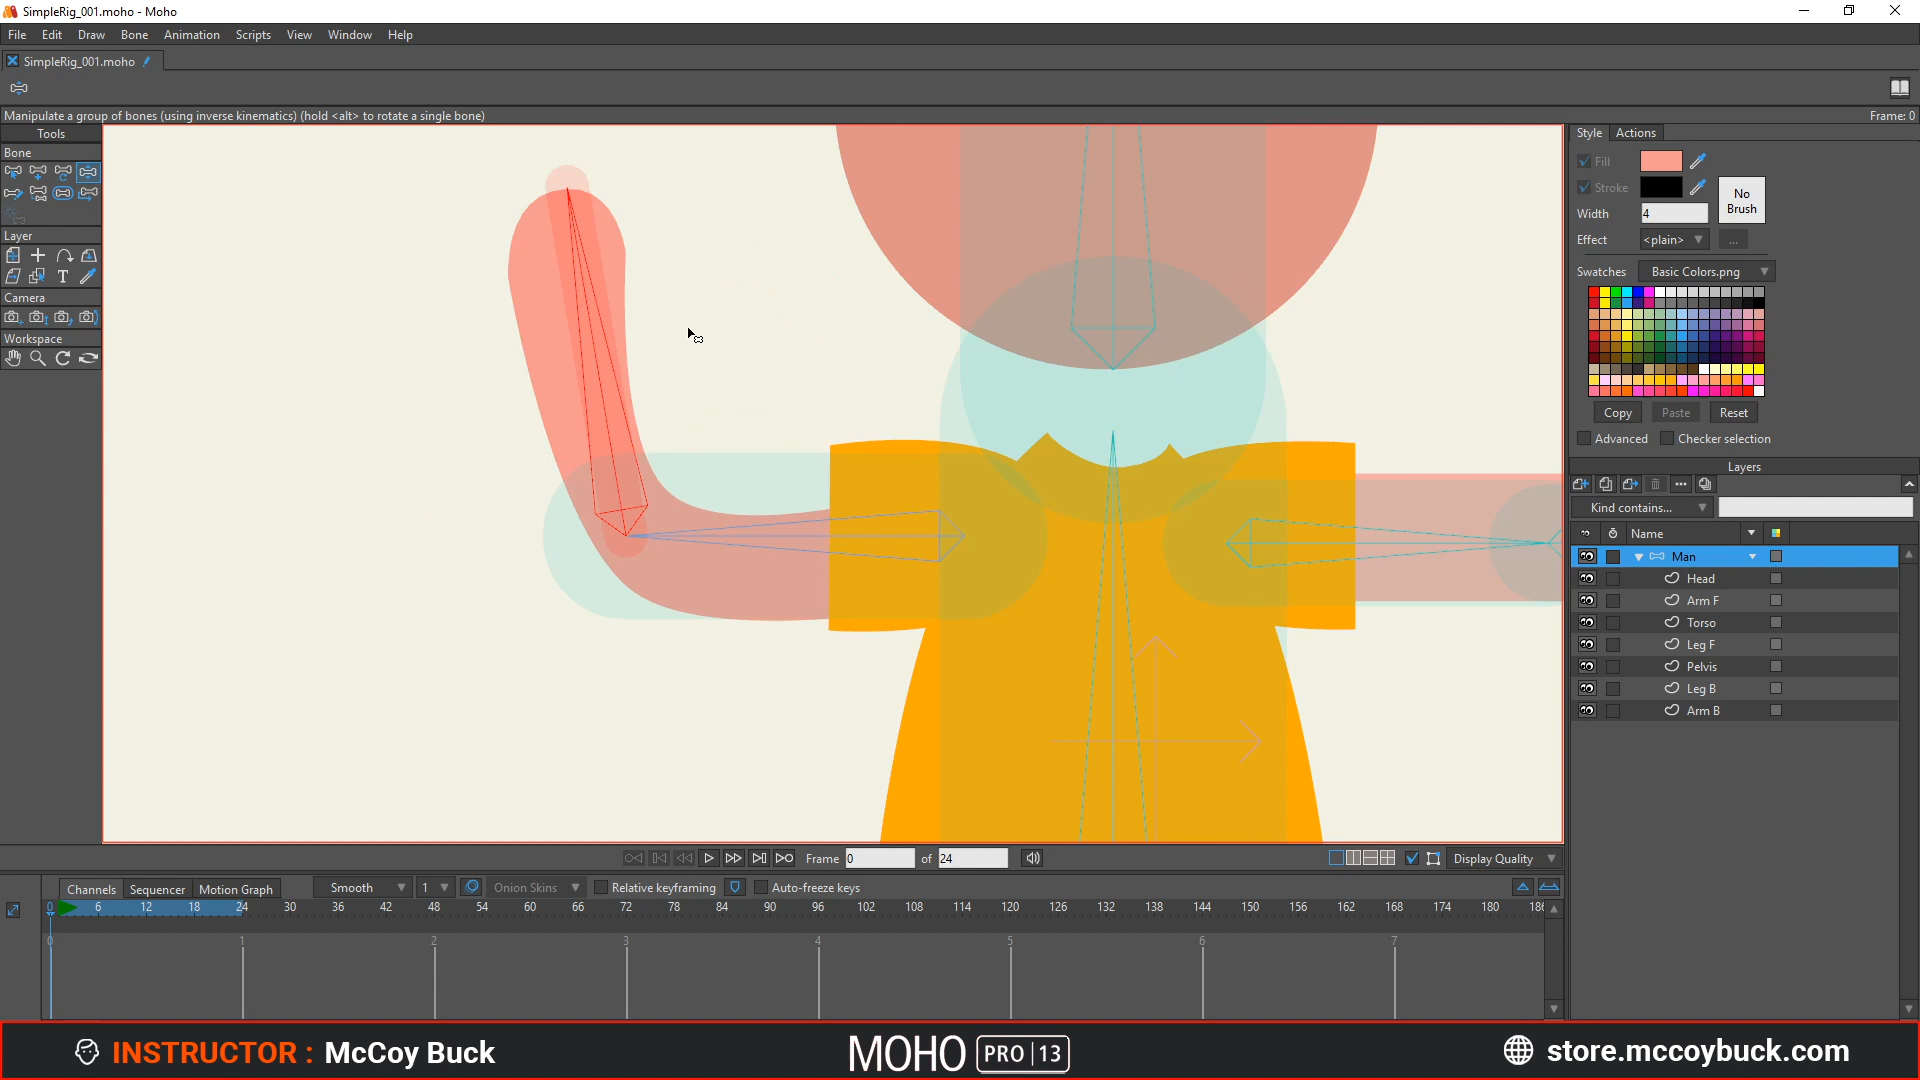 SimpleRig_001.moho - Moho
File Edit Draw Bone Animation Scripts View Window Help
SimpleRig_001.moho
Manipulate a group of bones (using inverse kinematics) (hold <alt> to rotate a single bone)
Frame: 0
Tools
Bone
Layer
T
Camera
Workspace
Style Actions
Fill
Stroke
No Brush
Width 4
Effect <plain> ...
Swatches Basic Colors.png
Copy Paste Reset
Advanced Checker selection
Layers
Kind contains...
Name
Man
Head
Arm F
Torso
Leg F
Pelvis
Leg B
Arm B
Frame 0 of 24 Display Quality
Channels Sequencer Motion Graph Smooth 1 Onion Skins Relative keyframing Auto-freeze keys
0 6 12 18 24 30 36 42 48 54 60 66 72 78 84 90 96 102 108 114 120 126 132 138 144 150 156 162 168 174 180 186
0 1 2 3 4 5 6 7
INSTRUCTOR : McCoy Buck
MOHO PRO 13
store.mccoybuck.com